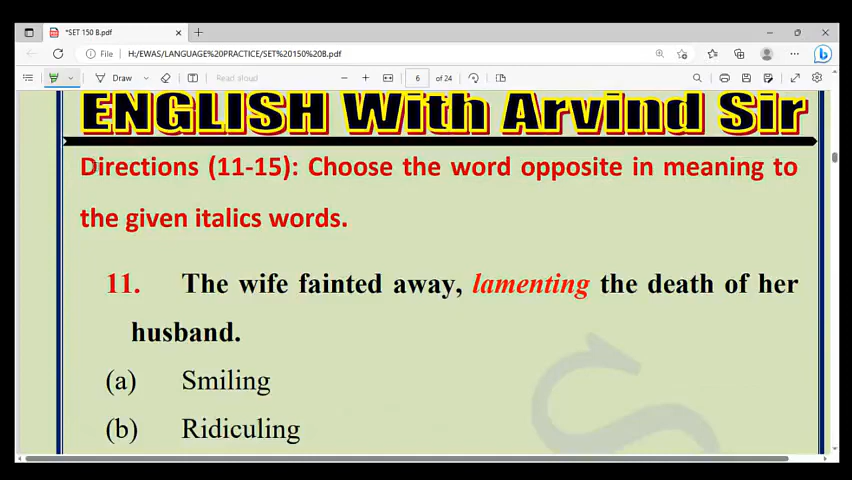 *SET 150 B.pdf
File
H:/EWAS/LANGUAGE%20PRACTICE/SET%20150%20B.pdf
Draw
Read aloud
6
of 24
ENGLISH With Arvind Sir
Directions (11-15): Choose the word opposite in meaning to
the given italics words.
11. The wife fainted away, lamenting the death of her
husband.
(a) Smiling
(b) Ridiculing
S